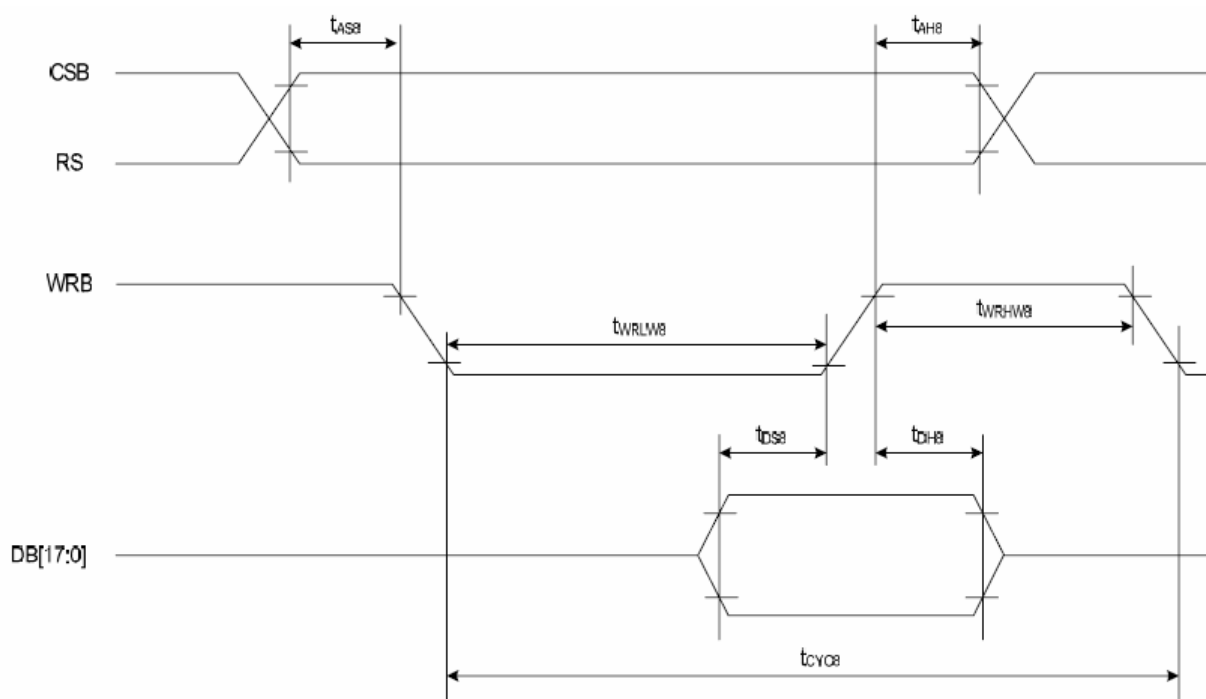 tAS8 tAH8
CSB
RS
WRB
tWRLW8 tWRHW8
tDS8 tDH8
DB[17:0]
tCYC8